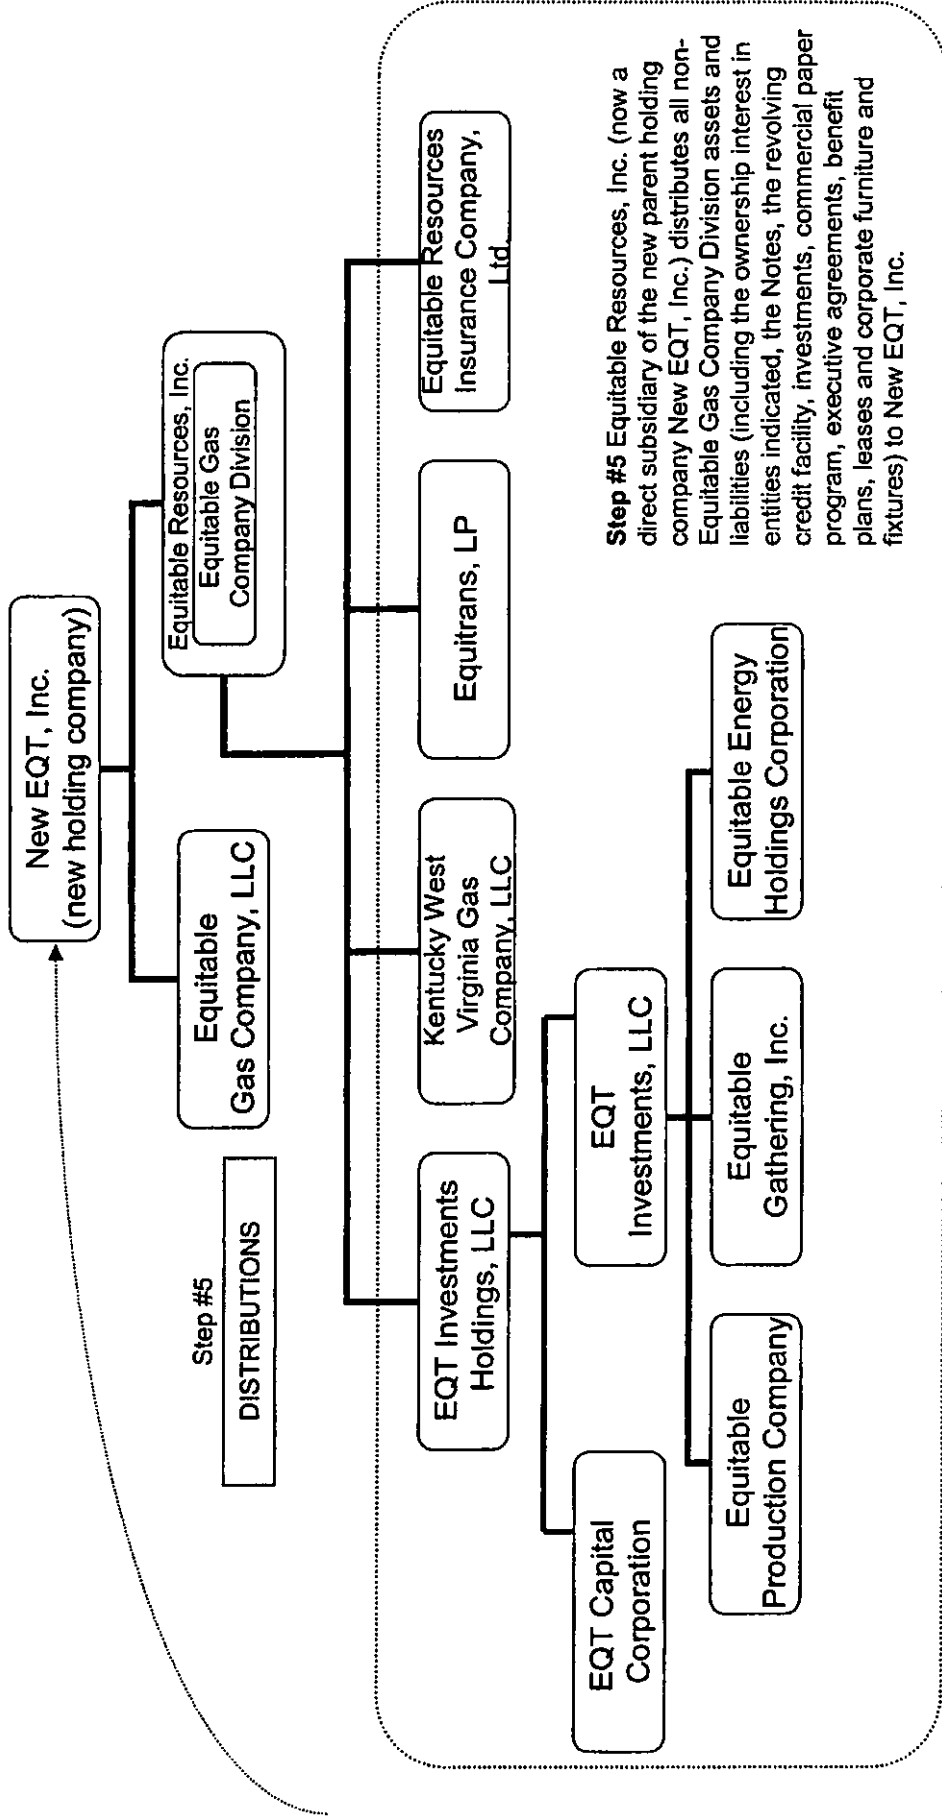 New EQT, Inc.
(new holding company)
Equitable
Gas Company, LLC
Equitable Resources, Inc.
Equitable Gas
Company Division
Step #5
DISTRIBUTIONS
EQT Investments
Holdings, LLC
Kentucky West
Virginia Gas
Company, LLC
Equitrans, LP
Equitable Resources
Insurance Company,
Ltd
EQT Capital
Corporation
EQT
Investments, LLC
Equitable
Production Company
Equitable
Gathering, Inc.
Equitable Energy
Holdings Corporation
Step #5 Equitable Resources, Inc. (now a
direct subsidiary of the new parent holding
company New EQT, Inc.) distributes all non-
Equitable Gas Company Division assets and
liabilities (including the ownership interest in
entities indicated, the Notes, the revolving
credit facility, investments, commercial paper
program, executive agreements, benefit
plans, leases and corporate furniture and
fixtures) to New EQT, Inc.